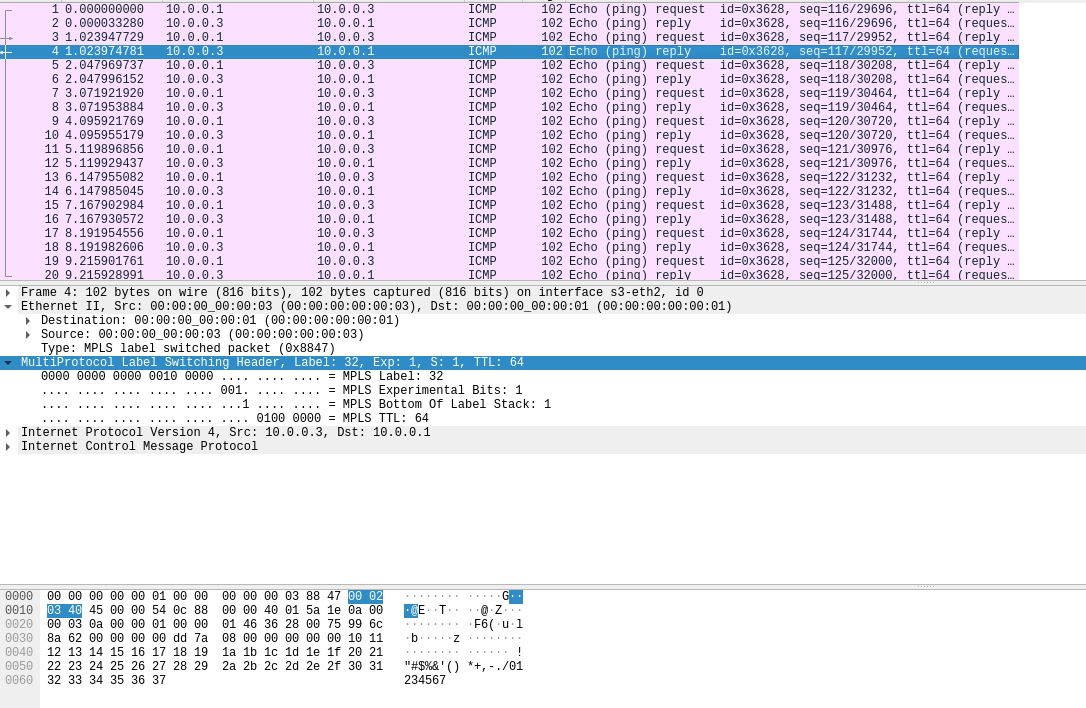 1 0.000000000 10.0.0.1 10.0.0.3 ICMP 102 Echo (ping) request id=0x3628, seq=116/29696, ttl=64 (reply …
2 0.000033280 10.0.0.3 10.0.0.1 ICMP 102 Echo (ping) reply id=0x3628, seq=116/29696, ttl=64 (reques…
3 1.023947729 10.0.0.1 10.0.0.3 ICMP 102 Echo (ping) request id=0x3628, seq=117/29952, ttl=64 (reply …
4 1.023974781 10.0.0.3 10.0.0.1 ICMP 102 Echo (ping) reply id=0x3628, seq=117/29952, ttl=64 (reques…
5 2.047969737 10.0.0.1 10.0.0.3 ICMP 102 Echo (ping) request id=0x3628, seq=118/30208, ttl=64 (reply …
6 2.047996152 10.0.0.3 10.0.0.1 ICMP 102 Echo (ping) reply id=0x3628, seq=118/30208, ttl=64 (reques…
7 3.071921920 10.0.0.1 10.0.0.3 ICMP 102 Echo (ping) request id=0x3628, seq=119/30464, ttl=64 (reply …
8 3.071953884 10.0.0.3 10.0.0.1 ICMP 102 Echo (ping) reply id=0x3628, seq=119/30464, ttl=64 (reques…
9 4.095921769 10.0.0.1 10.0.0.3 ICMP 102 Echo (ping) request id=0x3628, seq=120/30720, ttl=64 (reply …
10 4.095955179 10.0.0.3 10.0.0.1 ICMP 102 Echo (ping) reply id=0x3628, seq=120/30720, ttl=64 (reques…
11 5.119896856 10.0.0.1 10.0.0.3 ICMP 102 Echo (ping) request id=0x3628, seq=121/30976, ttl=64 (reply …
12 5.119929437 10.0.0.3 10.0.0.1 ICMP 102 Echo (ping) reply id=0x3628, seq=121/30976, ttl=64 (reques…
13 6.147955082 10.0.0.1 10.0.0.3 ICMP 102 Echo (ping) request id=0x3628, seq=122/31232, ttl=64 (reply …
14 6.147985045 10.0.0.3 10.0.0.1 ICMP 102 Echo (ping) reply id=0x3628, seq=122/31232, ttl=64 (reques…
15 7.167902984 10.0.0.1 10.0.0.3 ICMP 102 Echo (ping) request id=0x3628, seq=123/31488, ttl=64 (reply …
16 7.167930572 10.0.0.3 10.0.0.1 ICMP 102 Echo (ping) reply id=0x3628, seq=123/31488, ttl=64 (reques…
17 8.191954556 10.0.0.1 10.0.0.3 ICMP 102 Echo (ping) request id=0x3628, seq=124/31744, ttl=64 (reply …
18 8.191982606 10.0.0.3 10.0.0.1 ICMP 102 Echo (ping) reply id=0x3628, seq=124/31744, ttl=64 (reques…
19 9.215901761 10.0.0.1 10.0.0.3 ICMP 102 Echo (ping) request id=0x3628, seq=125/32000, ttl=64 (reply …
20 9.215928991 10.0.0.3 10.0.0.1 ICMP 102 Echo (ping) reply id=0x3628, seq=125/32000, ttl=64 (reques…
Frame 4: 102 bytes on wire (816 bits), 102 bytes captured (816 bits) on interface s3-eth2, id 0
Ethernet II, Src: 00:00:00_00:00:03 (00:00:00:00:00:03), Dst: 00:00:00_00:00:01 (00:00:00:00:00:01)
Destination: 00:00:00_00:00:01 (00:00:00:00:00:01)
Source: 00:00:00_00:00:03 (00:00:00:00:00:03)
Type: MPLS label switched packet (0x8847)
MultiProtocol Label Switching Header, Label: 32, Exp: 1, S: 1, TTL: 64
0000 0000 0000 0010 0000 .... .... .... = MPLS Label: 32
.... .... .... .... .... 001. .... .... = MPLS Experimental Bits: 1
.... .... .... .... .... ...1 .... .... = MPLS Bottom Of Label Stack: 1
.... .... .... .... .... .... 0100 0000 = MPLS TTL: 64
Internet Protocol Version 4, Src: 10.0.0.3, Dst: 10.0.0.1
Internet Control Message Protocol
0000 00 00 00 00 01 00 00 00 00 00 03 88 47 00 02 ········ ·····G··
0010 03 40 45 00 00 54 0c 88 00 00 40 01 5a 1e 0a 00 ·@E··T·· ··@·Z···
0020 00 03 0a 00 00 01 00 00 01 46 36 28 00 75 99 6c ········ ·F6(·u·l
0030 8a 62 00 00 00 00 dd 7a 08 00 00 00 00 00 10 11 ·b·····z ········
0040 12 13 14 15 16 17 18 19 1a 1b 1c 1d 1e 1f 20 21 ········ ······ !
0050 22 23 24 25 26 27 28 29 2a 2b 2c 2d 2e 2f 30 31 "#$%&'() *+,-./01
0060 32 33 34 35 36 37 234567